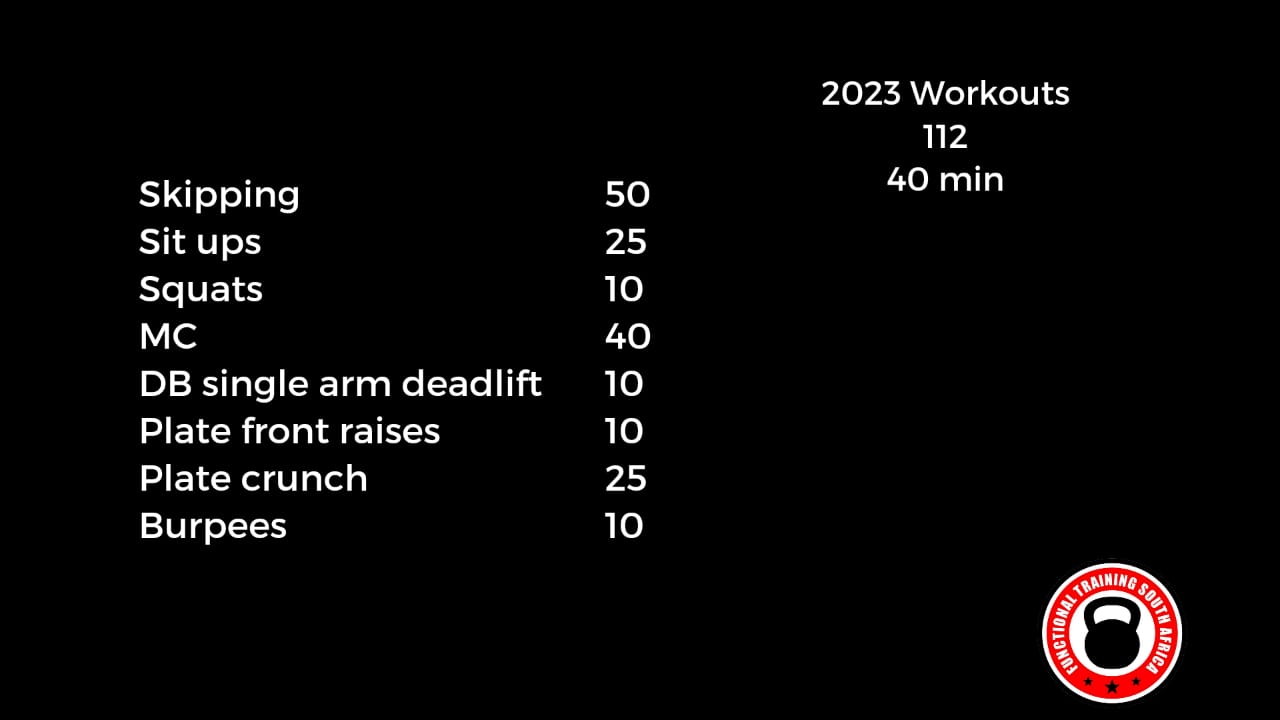 2023 Workouts
112
40 min
Skipping 50
Sit ups 25
Squats 10
MC 40
DB single arm deadlift 10
Plate front raises 10
Plate crunch 25
Burpees 10
FUNCTIONAL TRAINING SOUTH AFRICA